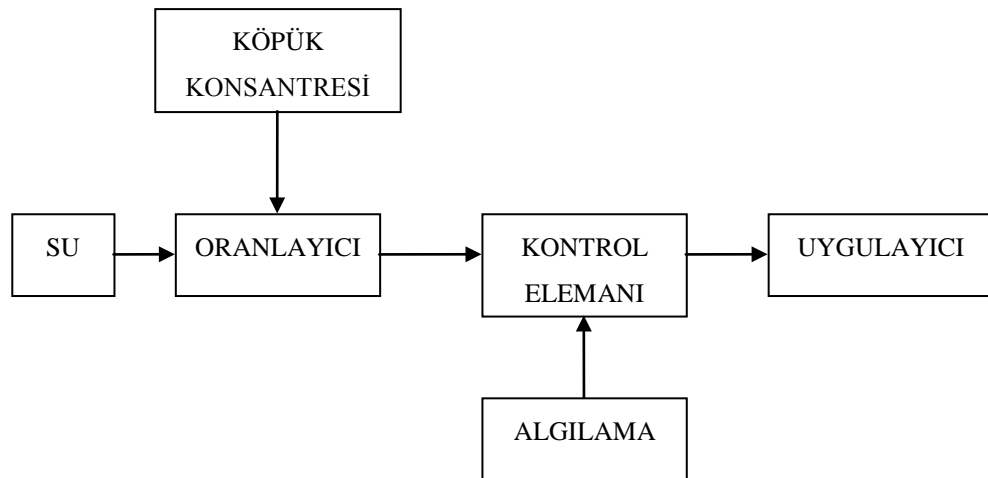 KÖPÜK
KONSANTRESİ
SU
ORANLAYICI
KONTROL
ELEMANI
UYGULAYICI
ALGILAMA